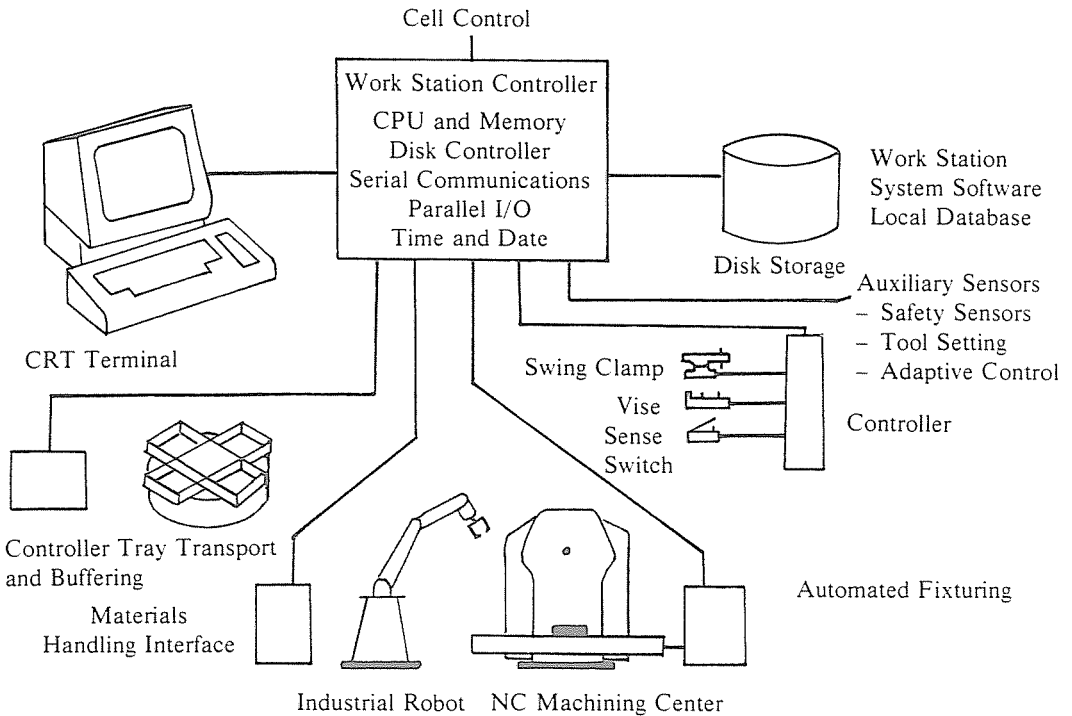 Cell Control
Work Station Controller
CPU and Memory
Disk Controller
Serial Communications
Parallel I/O
Time and Date
Work Station
System Software
Local Database
Disk Storage
CRT Terminal
Auxiliary Sensors
– Safety Sensors
– Tool Setting
– Adaptive Control
Swing Clamp
Vise
Sense
Switch
Controller
Controller Tray Transport
and Buffering
Materials
Handling Interface
Automated Fixturing
Industrial Robot
NC Machining Center